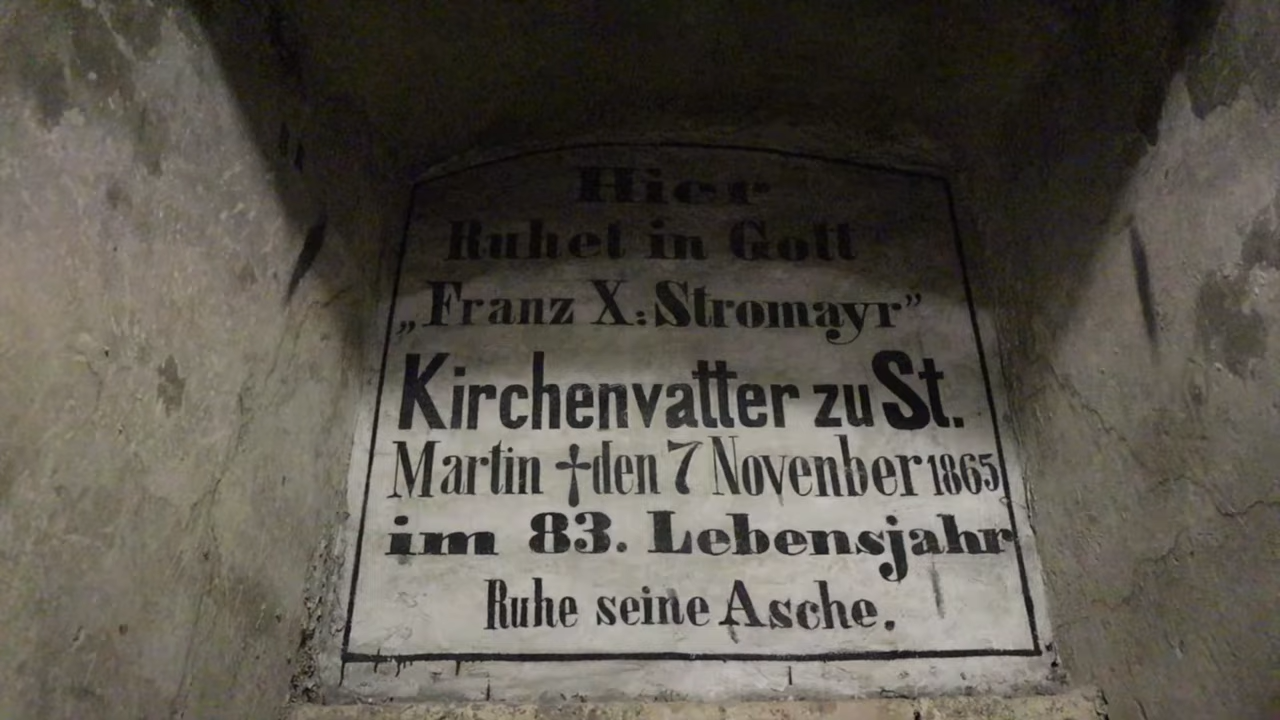 Hier
Ruhet in Gott
„Franz X: Stromayr”
Kirchenvatter zu St.
Martin †den 7 Novenber 1865
im 83. Lebensjahr
Ruhe seine Asche.